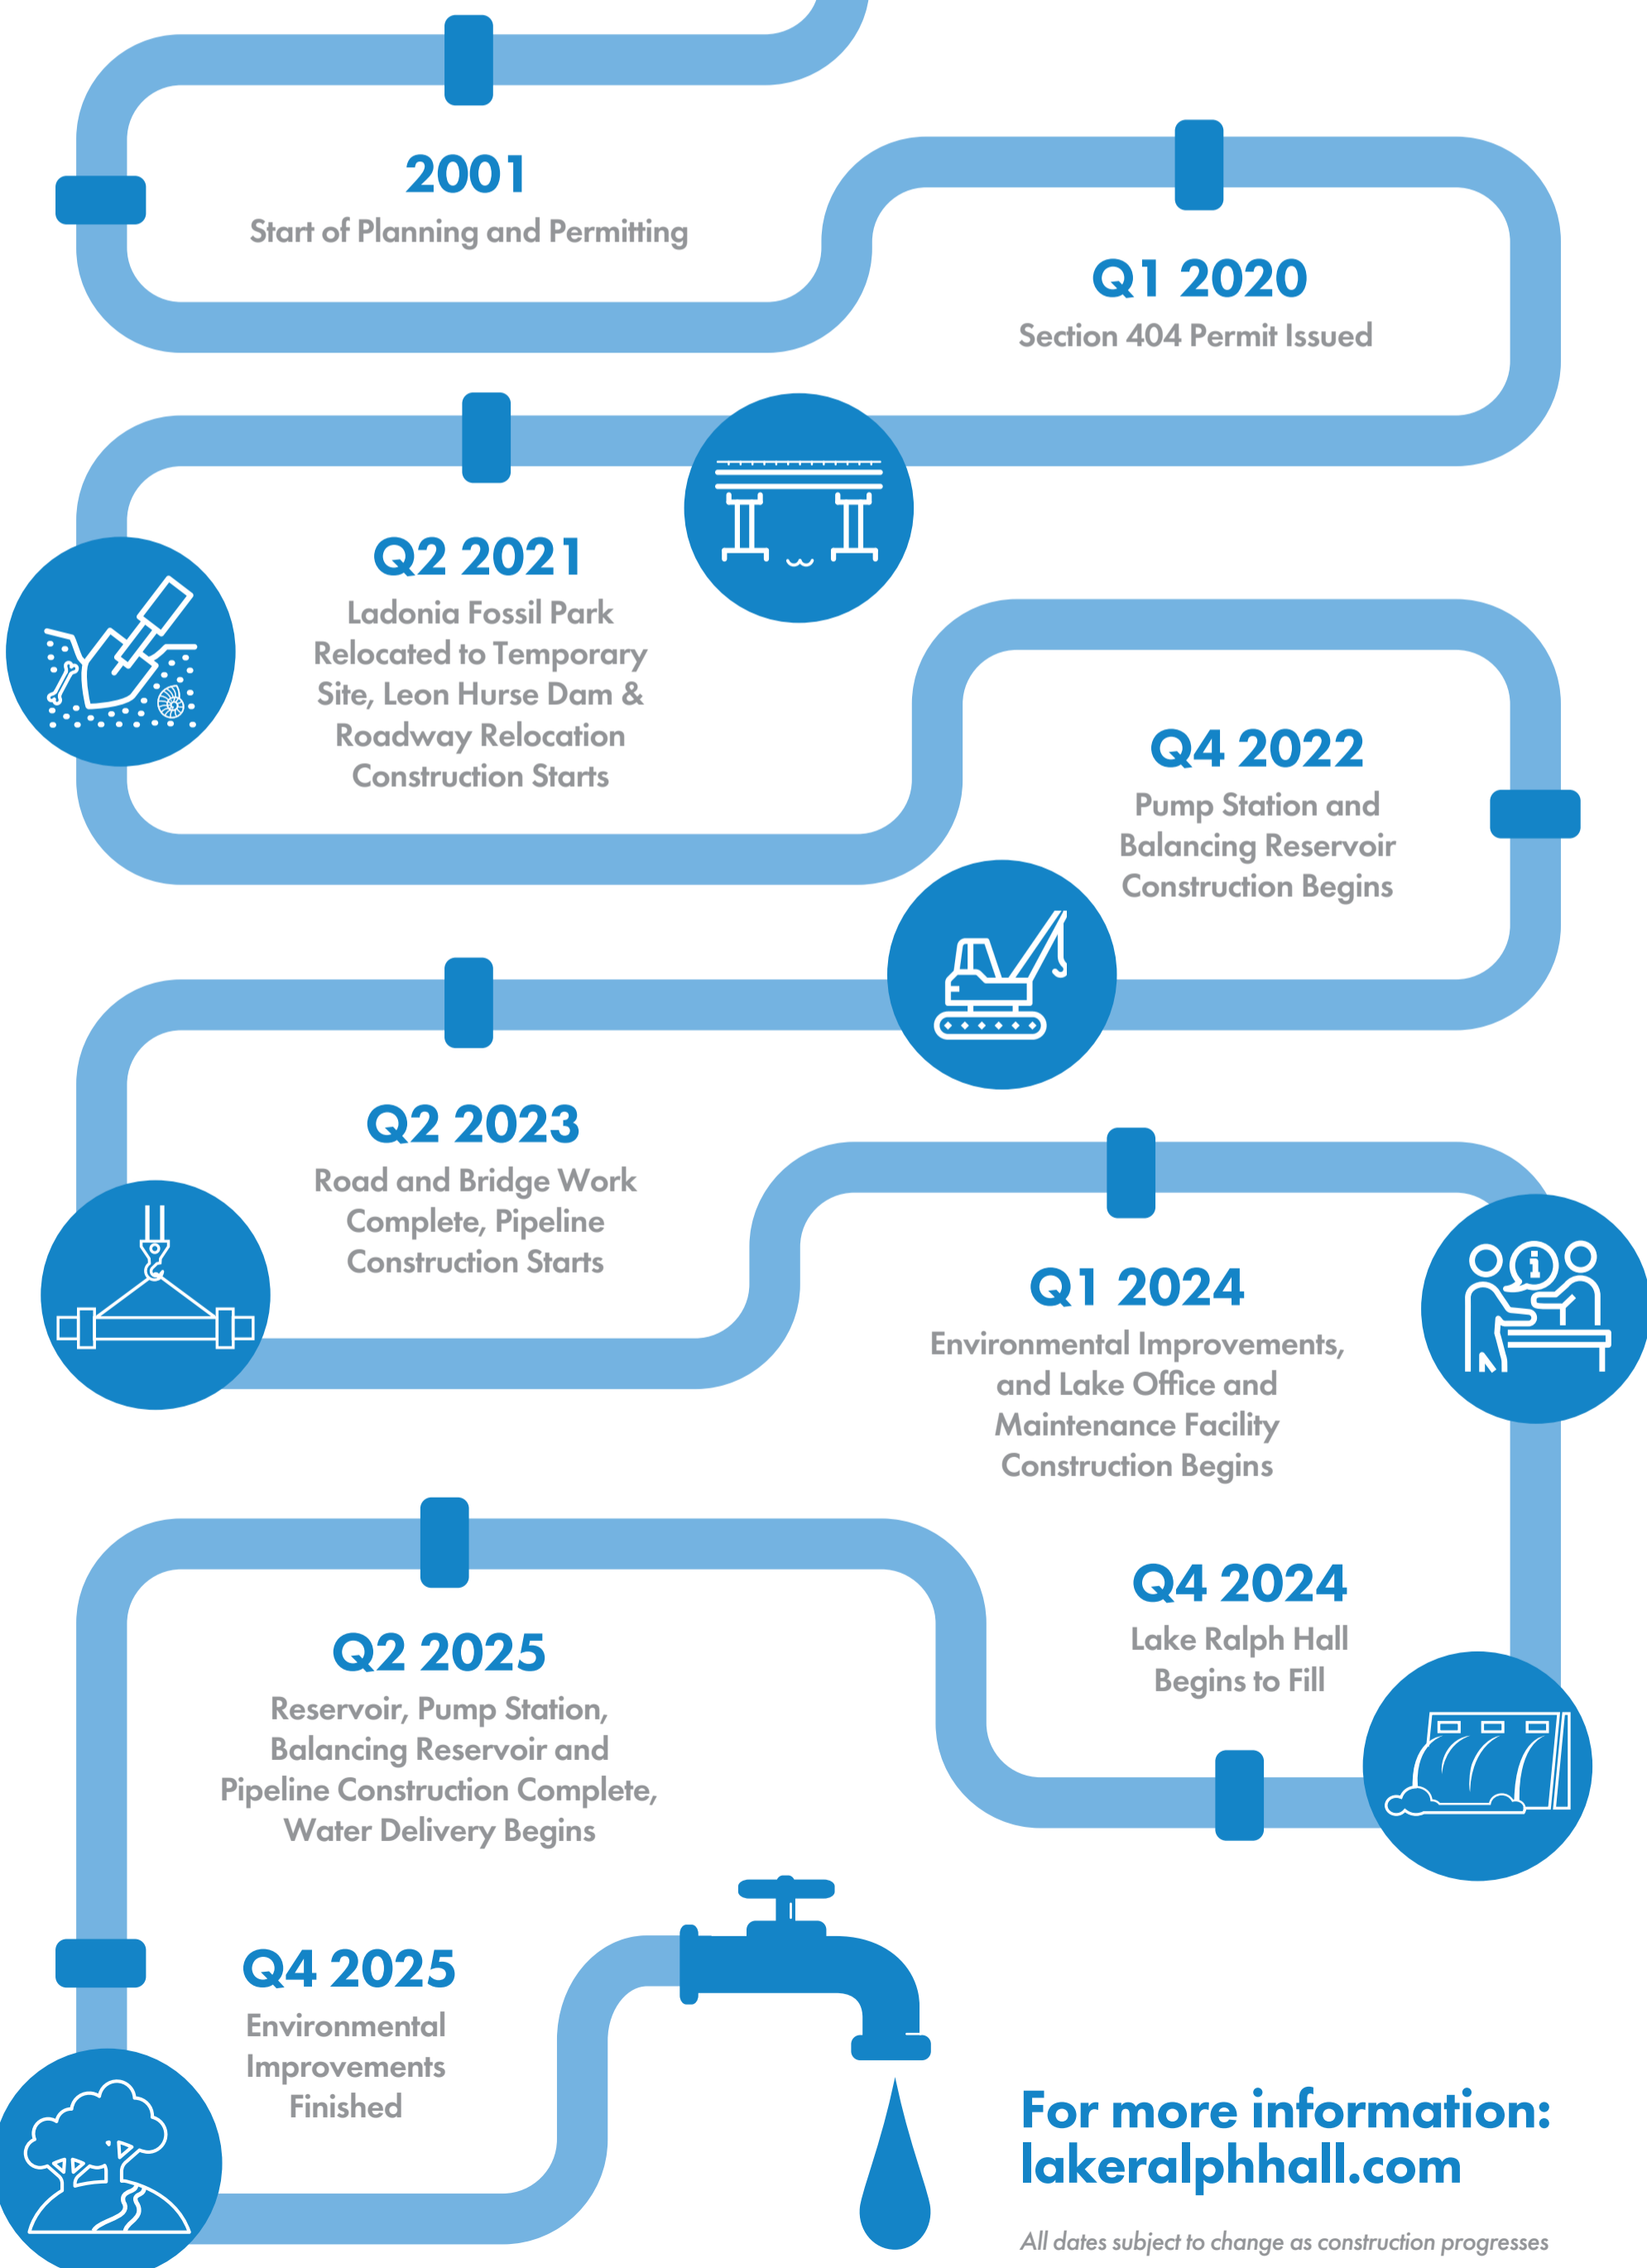 2001
Start of Planning and Permitting
Q1 2020
Section 404 Permit Issued
Q2 2021
Ladonia Fossil Park
Relocated to Temporary
Site, Leon Hurse Dam &
Roadway Relocation
Construction Starts
Q4 2022
Pump Station and
Balancing Reservoir
Construction Begins
Q2 2023
Road and Bridge Work
Complete, Pipeline
Construction Starts
Q1 2024
Environmental Improvements,
and Lake Office and
Maintenance Facility
Construction Begins
Q4 2024
Lake Ralph Hall
Begins to Fill
Q2 2025
Reservoir, Pump Station,
Balancing Reservoir and
Pipeline Construction Complete,
Water Delivery Begins
Q4 2025
Environmental
Improvements
Finished
For more information:
lakeralphhall.com
All dates subject to change as construction progresses